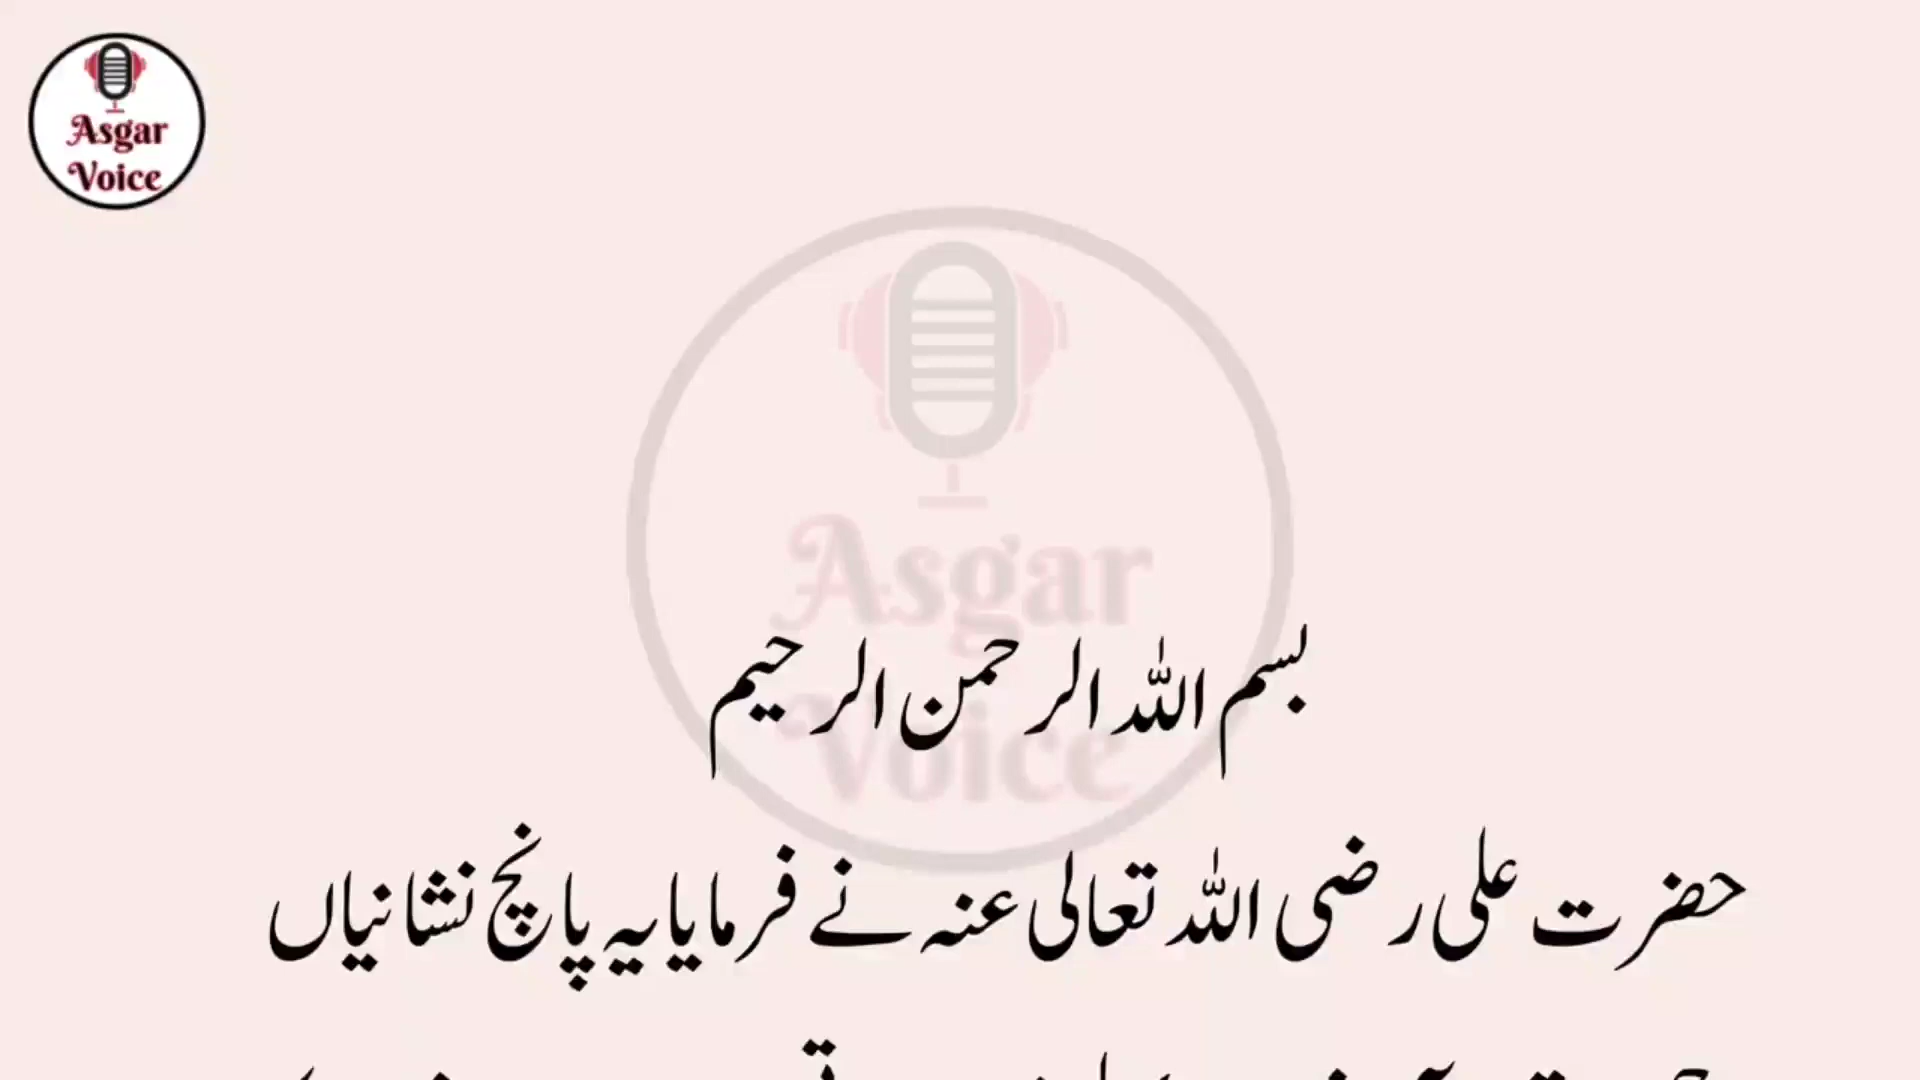 Asgar
Voice
Asgar
Voice
بسم اللہ الرحمن الرحیم
حضرت علی رضی اللہ تعالی عنہ نے فرمایا یہ پانچ نشانیاں